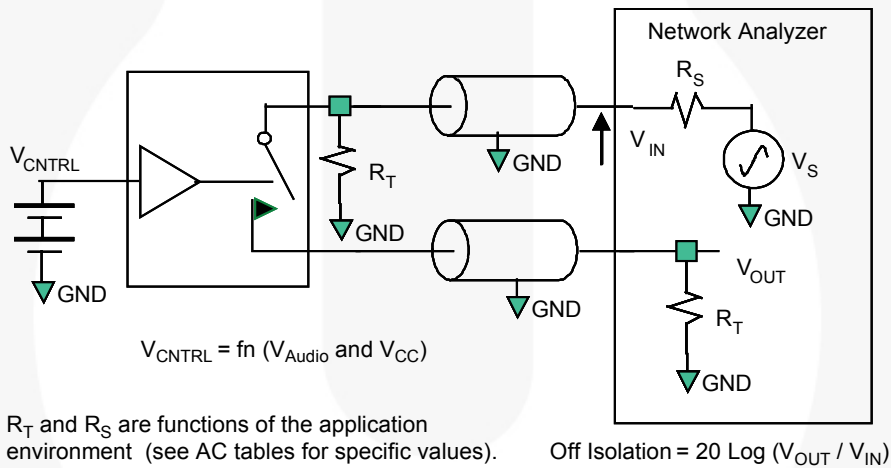 Network Analyzer
R_S
V_CNTRL
GND
V_IN
V_S
R_T
GND
GND
GND
V_OUT
GND
GND
R_T
V_CNTRL = fn (V_Audio and V_CC)
GND
R_T and R_S are functions of the application
environment (see AC tables for specific values).
Off Isolation = 20 Log (V_OUT / V_IN)